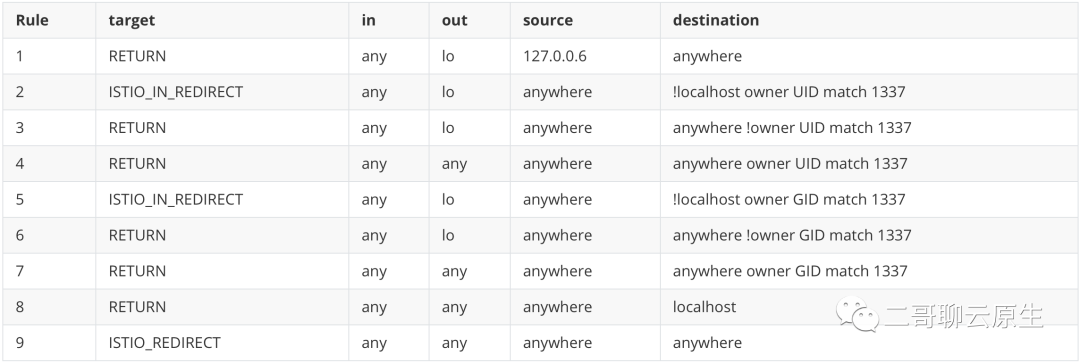 Rule target in out source destination
1 RETURN any lo 127.0.0.6 anywhere
2 ISTIO_IN_REDIRECT any lo anywhere !localhost owner UID match 1337
3 RETURN any lo anywhere anywhere !owner UID match 1337
4 RETURN any any anywhere anywhere owner UID match 1337
5 ISTIO_IN_REDIRECT any lo anywhere !localhost owner GID match 1337
6 RETURN any lo anywhere anywhere !owner GID match 1337
7 RETURN any any anywhere anywhere owner GID match 1337
8 RETURN any any anywhere localhost
二哥聊云原生
9 ISTIO_REDIRECT any any anywhere anywhere